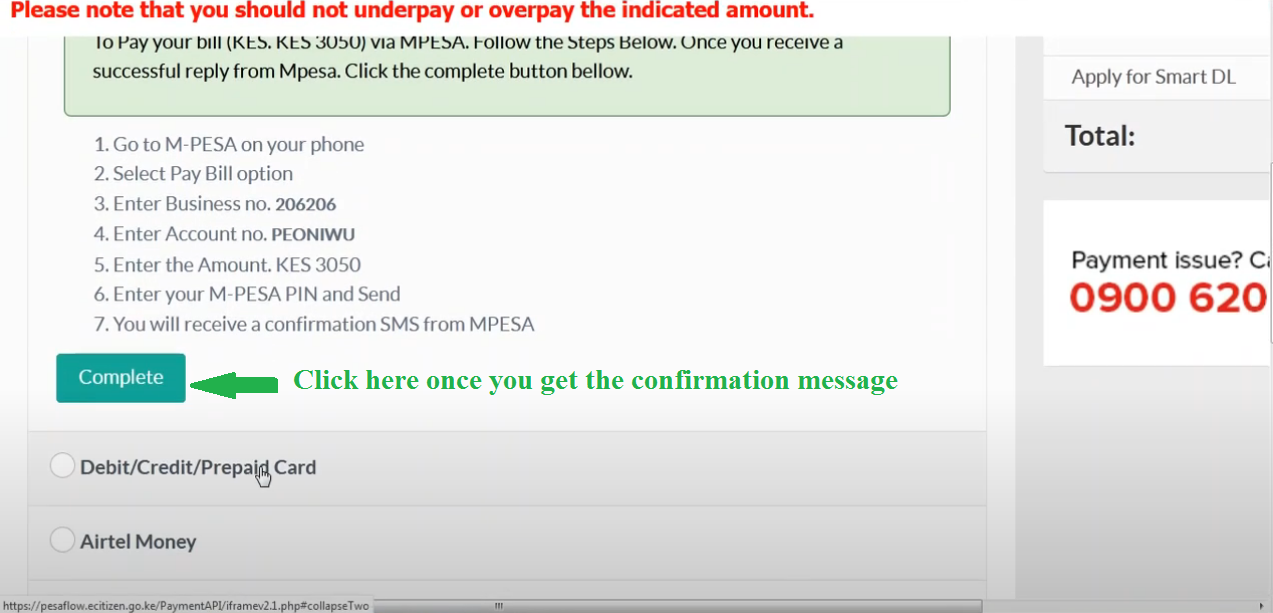 Please note that you should not underpay or overpay the indicated amount.
To Pay your bill (KES. KES 3050) via MPESA. Follow the Steps Below. Once you receive a
successful reply from Mpesa. Click the complete button bellow.
1. Go to M-PESA on your phone
2. Select Pay Bill option
3. Enter Business no. 206206
4. Enter Account no. PEONIWU
5. Enter the Amount. KES 3050
6. Enter your M-PESA PIN and Send
7. You will receive a confirmation SMS from MPESA
Complete
Click here once you get the confirmation message
Debit/Credit/Prepaid Card
Airtel Money
Apply for Smart DL
Total:
Payment issue? Ca
0900 620
https://pesaflow.ecitizen.go.ke/PaymentAPI/iframev2.1.php#collapseTwo